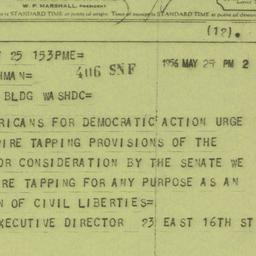 W. P. MARSHALL, PRESIDENT
is STANDARD TIME at point of origin. Time of receipt is STANDARD TIME at point of
(12).
25 153PME=
HMAN= 406 SNF 1956 MAY 29 PM 2
BLDG WASHDC=
RICANS FOR DEMOCRATIC ACTION URGE
IRE TAPPING PROVISIONS OF THE
OR CONSIDERATION BY THE SENATE WE
RE TAPPING FOR ANY PURPOSE AS AN
N OF CIVIL LIBERTIES=
XECUTIVE DIRECTOR 23 EAST 16TH ST